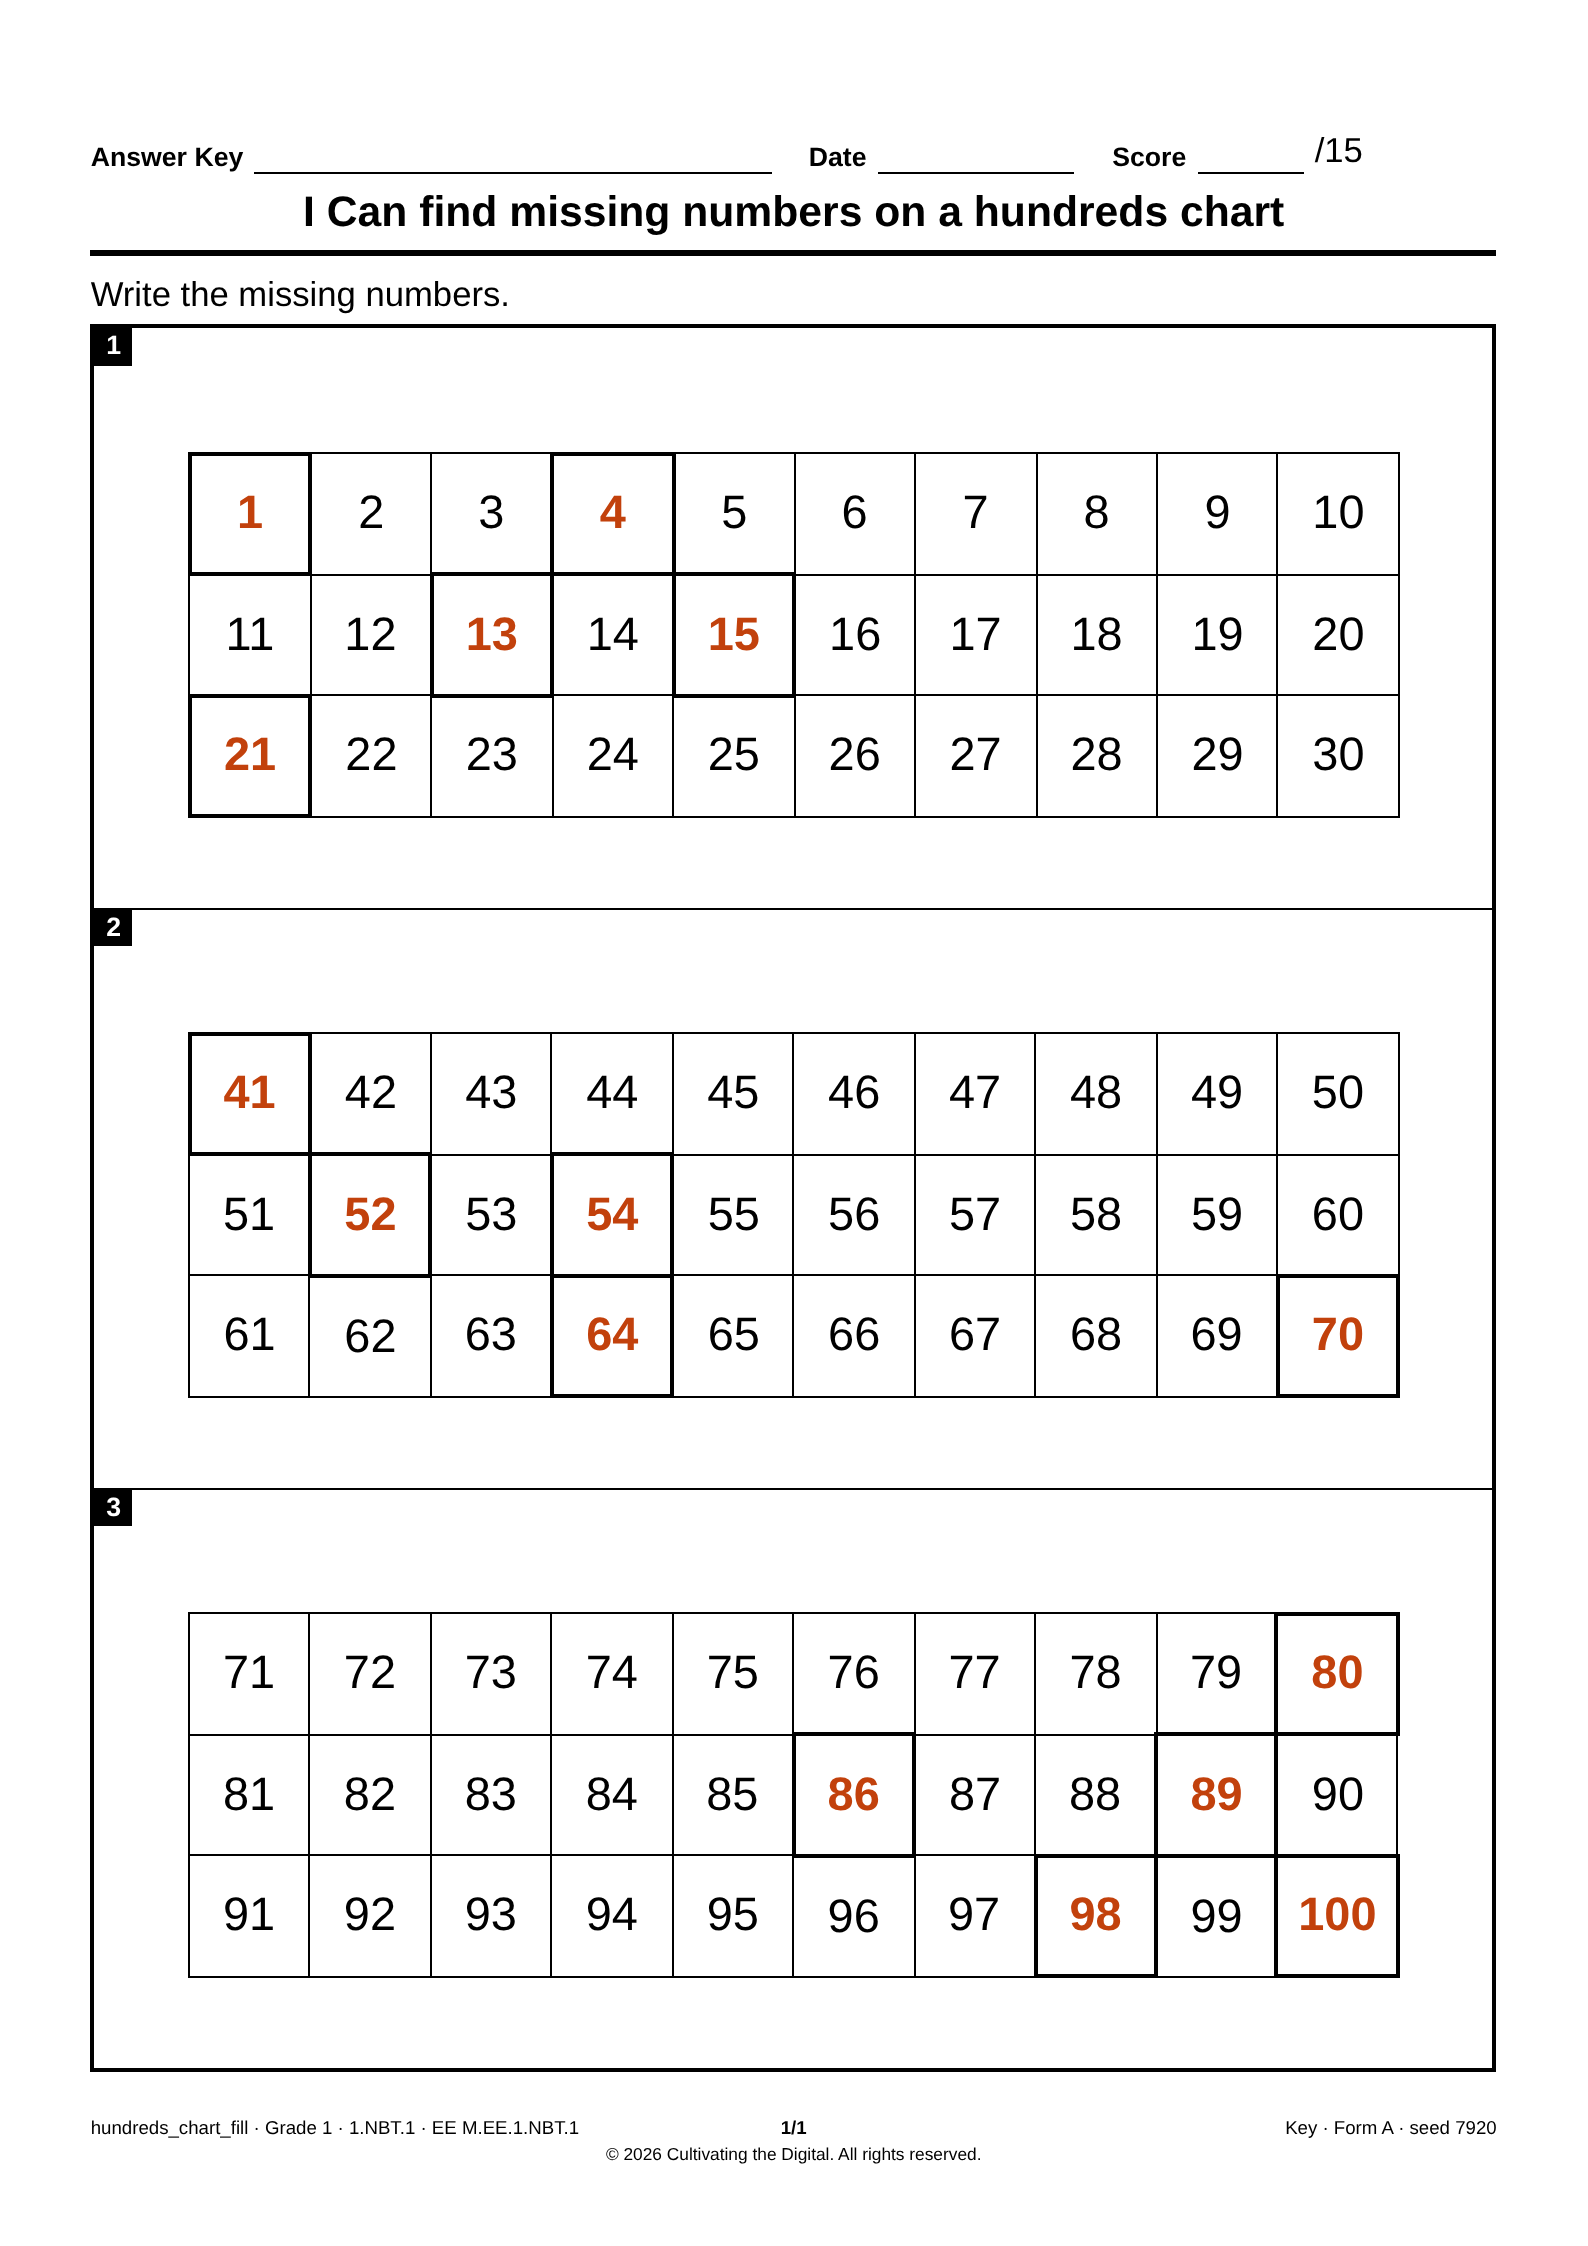 Answer Key Date Score /15
I Can find missing numbers on a hundreds chart
Write the missing numbers.
1
1 2 3 4 5 6 7 8 9 10
11 12 13 14 15 16 17 18 19 20
21 22 23 24 25 26 27 28 29 30
2
41 42 43 44 45 46 47 48 49 50
51 52 53 54 55 56 57 58 59 60
61 62 63 64 65 66 67 68 69 70
3
71 72 73 74 75 76 77 78 79 80
81 82 83 84 85 86 87 88 89 90
91 92 93 94 95 96 97 98 99 100
hundreds_chart_fill · Grade 1 · 1.NBT.1 · EE M.EE.1.NBT.1 1/1 Key · Form A · seed 7920
© 2026 Cultivating the Digital. All rights reserved.